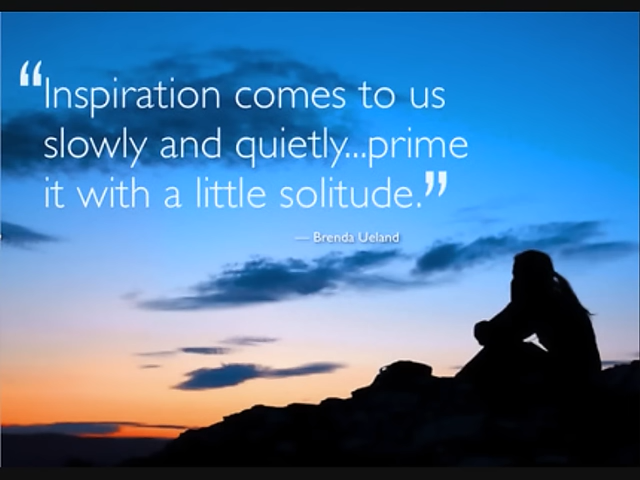 “Inspiration comes to us
slowly and quietly...prime
it with a little solitude.”
— Brenda Ueland